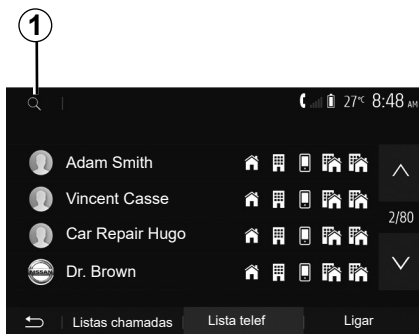 1
27°C 8:48 AM
Adam Smith
Vincent Casse
Car Repair Hugo
Dr. Brown
NISSAN
2/80
Listas chamadas Lista telef Ligar